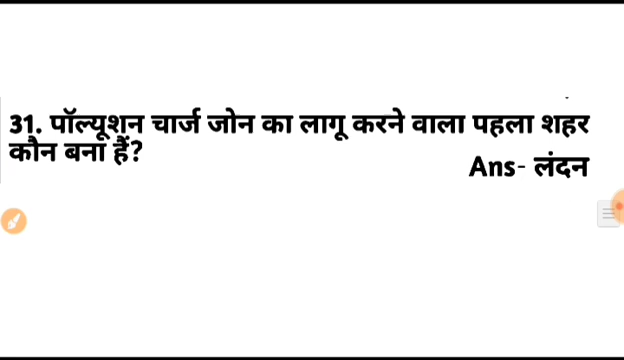 31. पॉल्यूशन चार्ज जोन का लागू करने वाला पहला शहर
कौन बना हैं?
Ans- लंदन